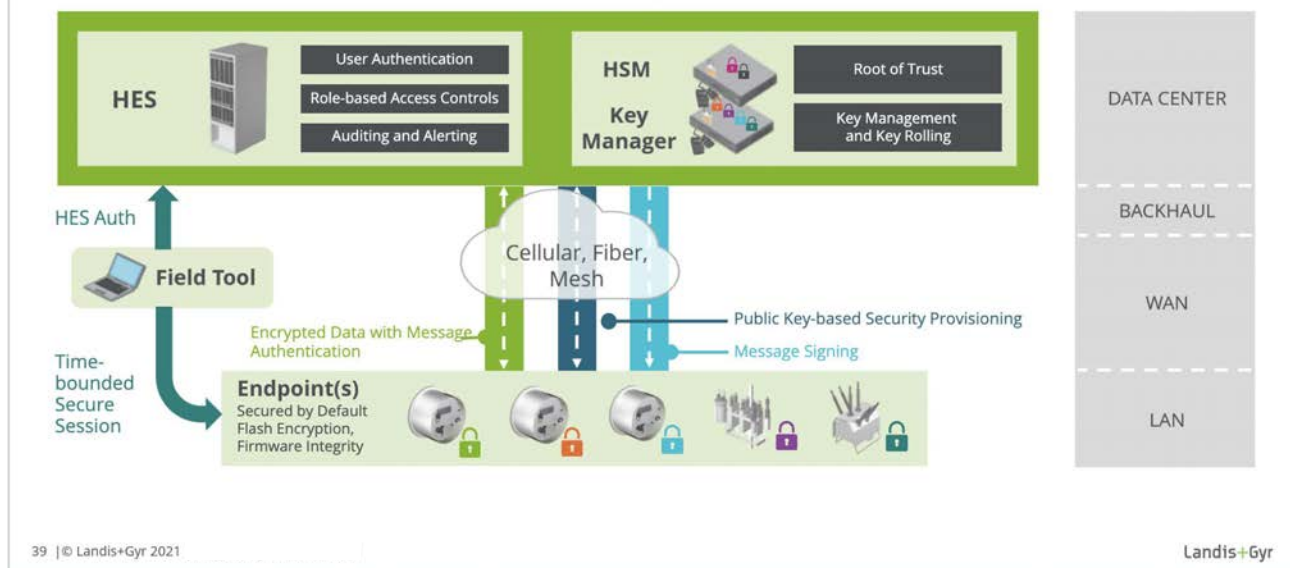 HES
User Authentication
Role-based Access Controls
Auditing and Alerting
HSM
Key
Manager
Root of Trust
Key Management
and Key Rolling
DATA CENTER
BACKHAUL
WAN
LAN
HES Auth
Field Tool
Cellular, Fiber,
Mesh
Encrypted Data with Message
Authentication
Public Key-based Security Provisioning
Message Signing
Time-
bounded
Secure
Session
Endpoint(s)
Secured by Default
Flash Encryption,
Firmware Integrity
39 |© Landis+Gyr 2021
Landis+Gyr